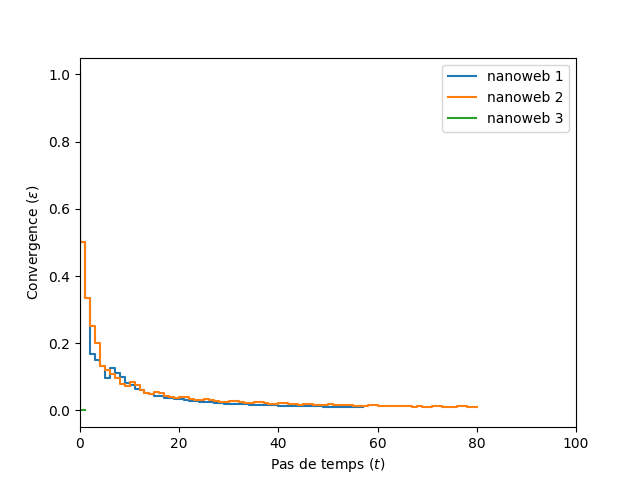 nanoweb 1
nanoweb 2
nanoweb 3
1.0
0.8
0.6
0.4
0.2
0.0
Convergence (ε)
0 20 40 60 80 100
Pas de temps (t)